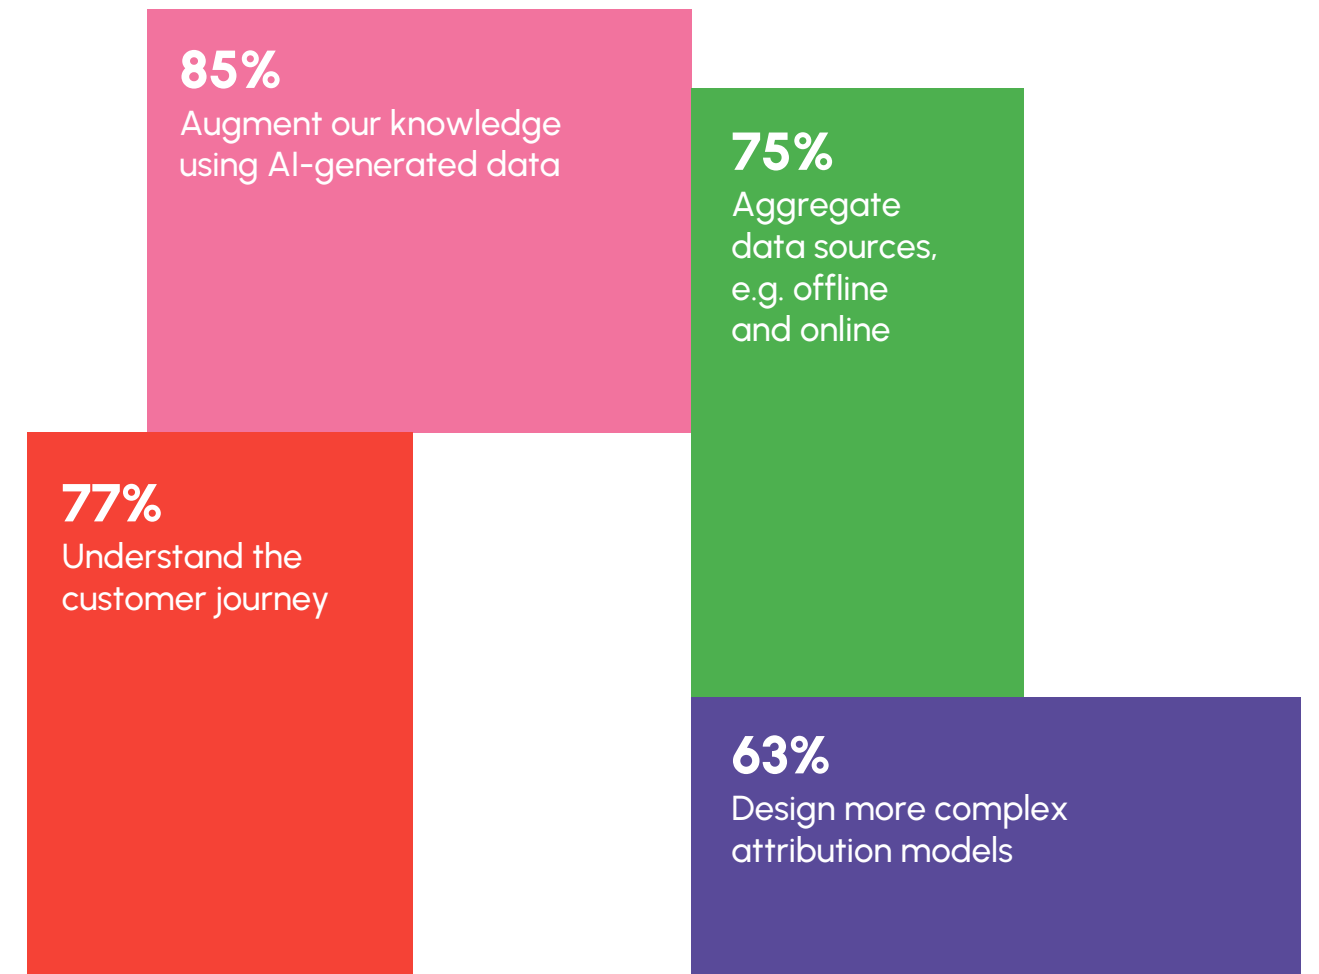 85%
Augment our knowledge
using AI-generated data
75%
Aggregate
data sources,
e.g. offline
and online
77%
Understand the
customer journey
63%
Design more complex
attribution models